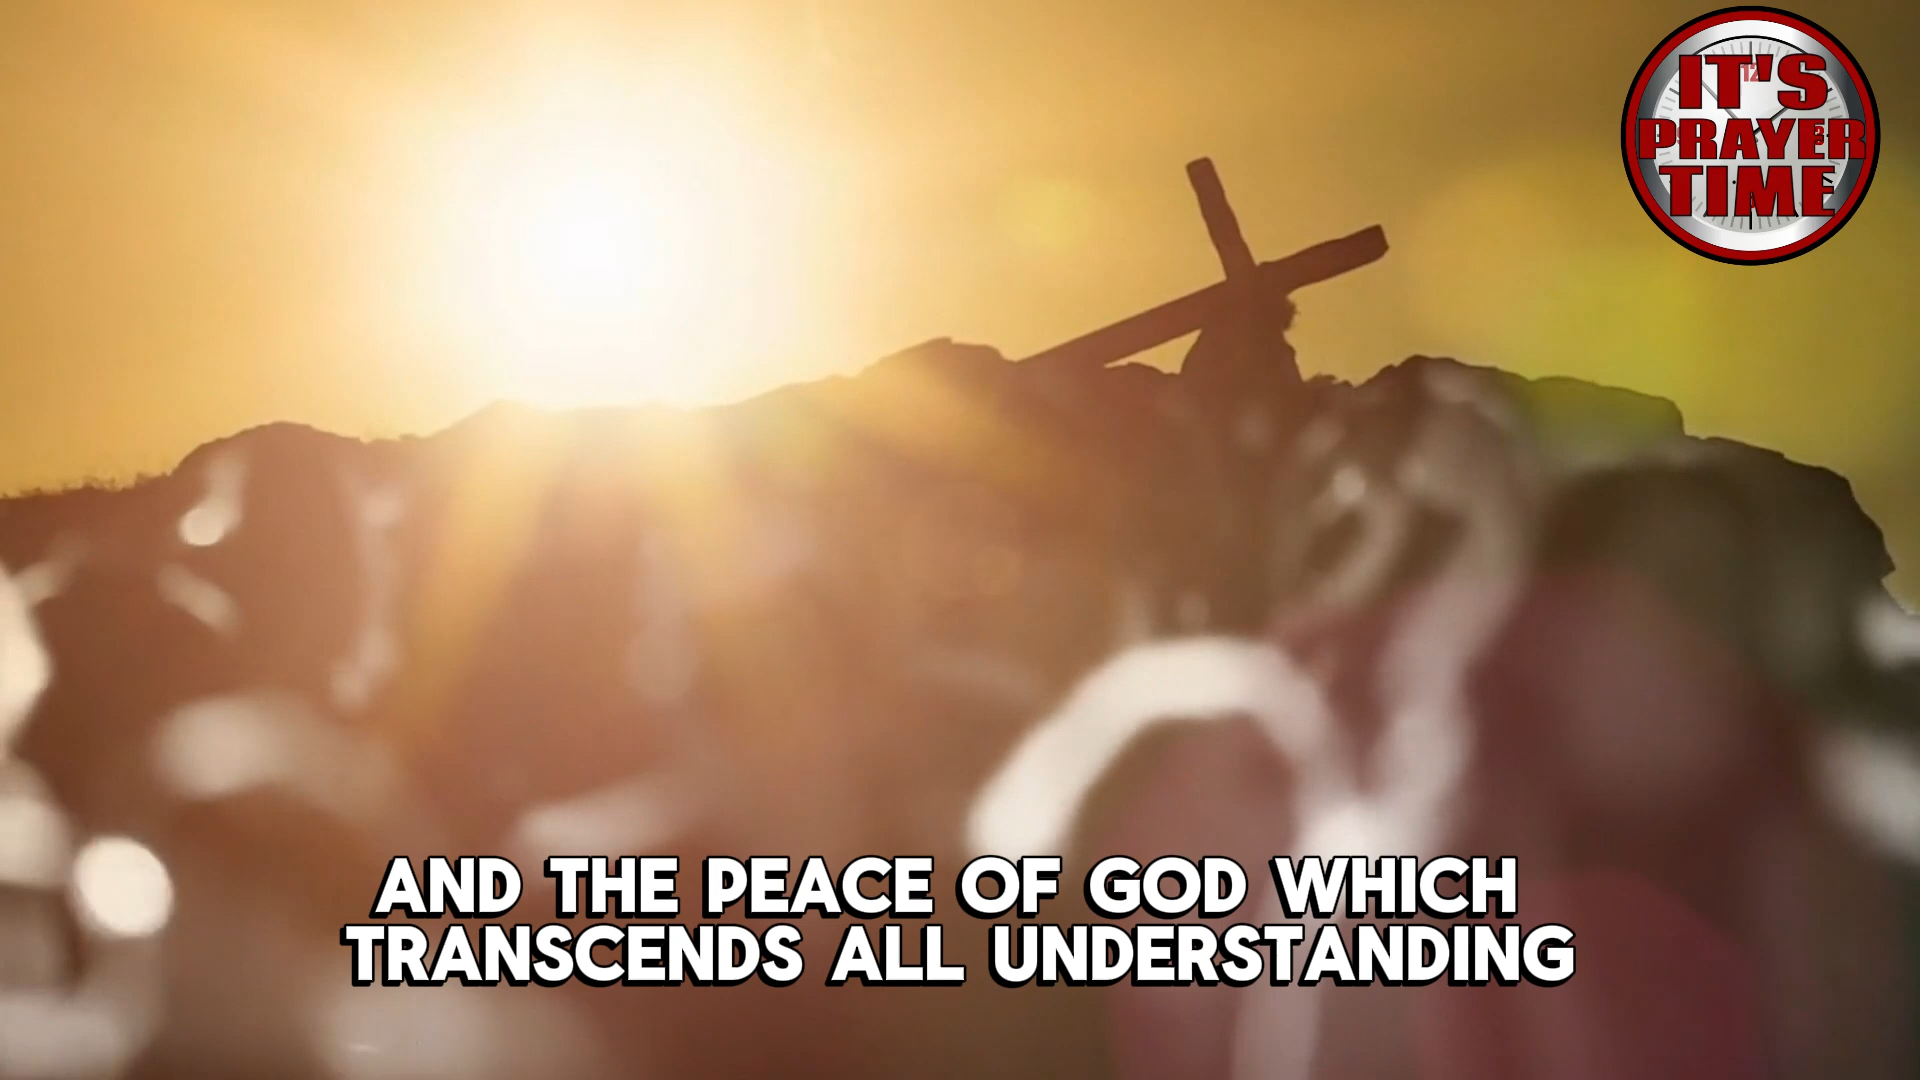 IT'S
PRAYER
TIME
AND THE PEACE OF GOD WHICH
TRANSCENDS ALL UNDERSTANDING